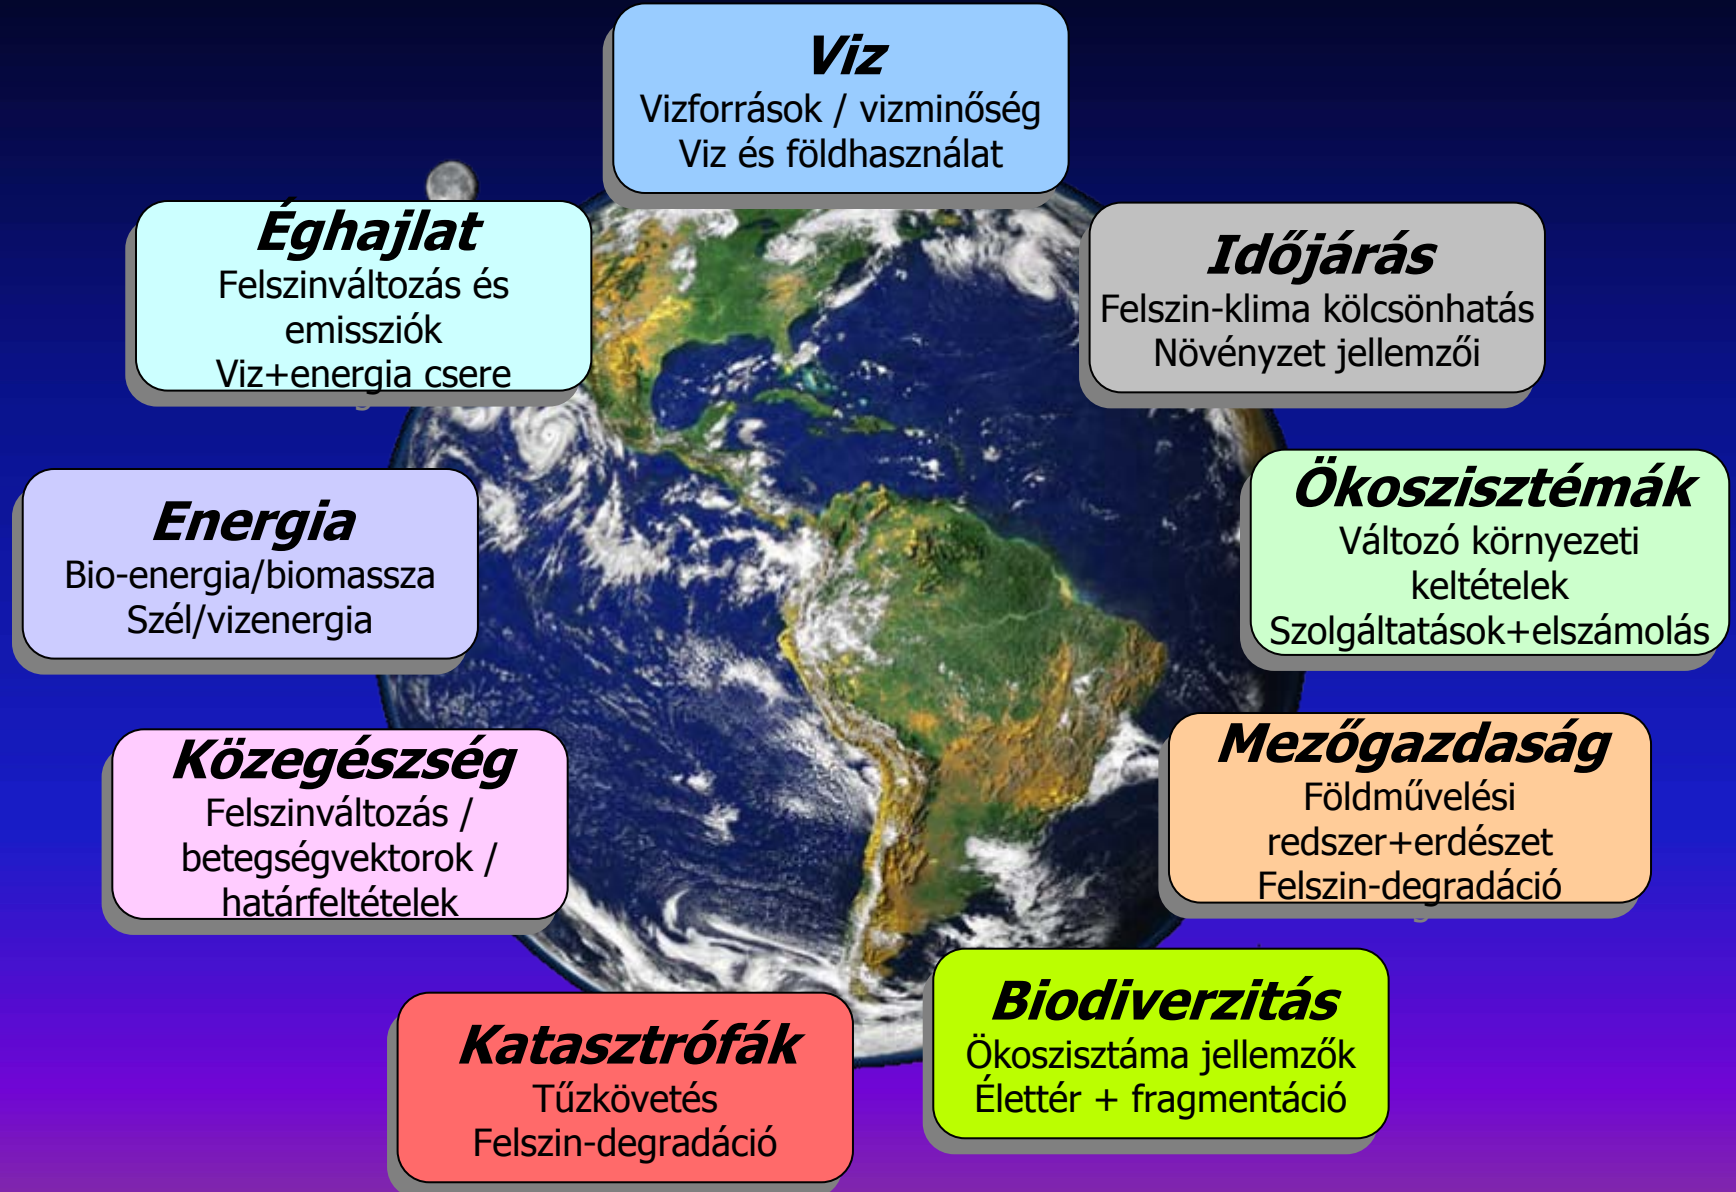 Viz
Vizforrások / vizminőség
Viz és földhasználat
Éghajlat
Felszinváltozás és
emissziók
Viz+energia csere
Időjárás
Felszin-klima kölcsönhatás
Növényzet jellemzői
Energia
Bio-energia/biomassza
Szél/vizenergia
Ökoszisztémák
Változó környezeti
keltételek
Szolgáltatások+elszámolás
Közegészség
Felszinváltozás /
betegségvektorok /
határfeltételek
Mezőgazdaság
Földművelési
redszer+erdészet
Felszin-degradáció
Katasztrófák
Tűzkövetés
Felszin-degradáció
Biodiverzitás
Ökoszisztáma jellemzők
Élettér + fragmentáció